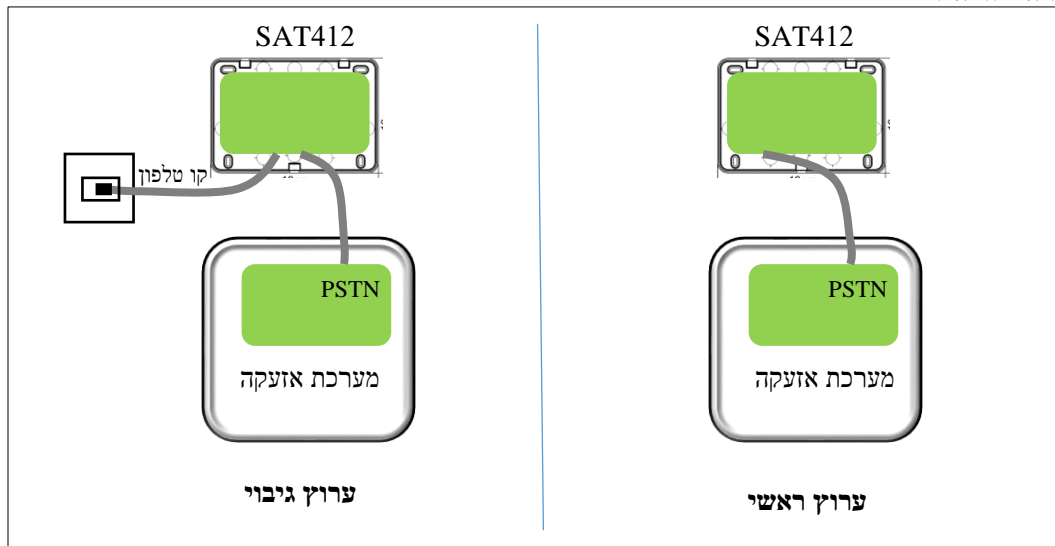 SAT412
PSTN
מערכת אזעקה
ערוץ ראשי
SAT412
קו טלפון
PSTN
מערכת אזעקה
ערוץ גיבוי